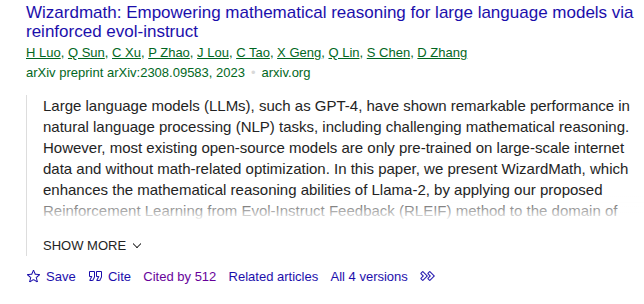 Wizardmath: Empowering mathematical reasoning for large language models via
reinforced evol-instruct
H Luo, Q Sun, C Xu, P Zhao, J Lou, C Tao, X Geng, Q Lin, S Chen, D Zhang
arXiv preprint arXiv:2308.09583, 2023 • arxiv.org
Large language models (LLMs), such as GPT-4, have shown remarkable performance in
natural language processing (NLP) tasks, including challenging mathematical reasoning.
However, most existing open-source models are only pre-trained on large-scale internet
data and without math-related optimization. In this paper, we present WizardMath, which
enhances the mathematical reasoning abilities of Llama-2, by applying our proposed
Reinforcement Learning from Evol-Instruct Feedback (RLEIF) method to the domain of
SHOW MORE
Save Cite Cited by 512 Related articles All 4 versions